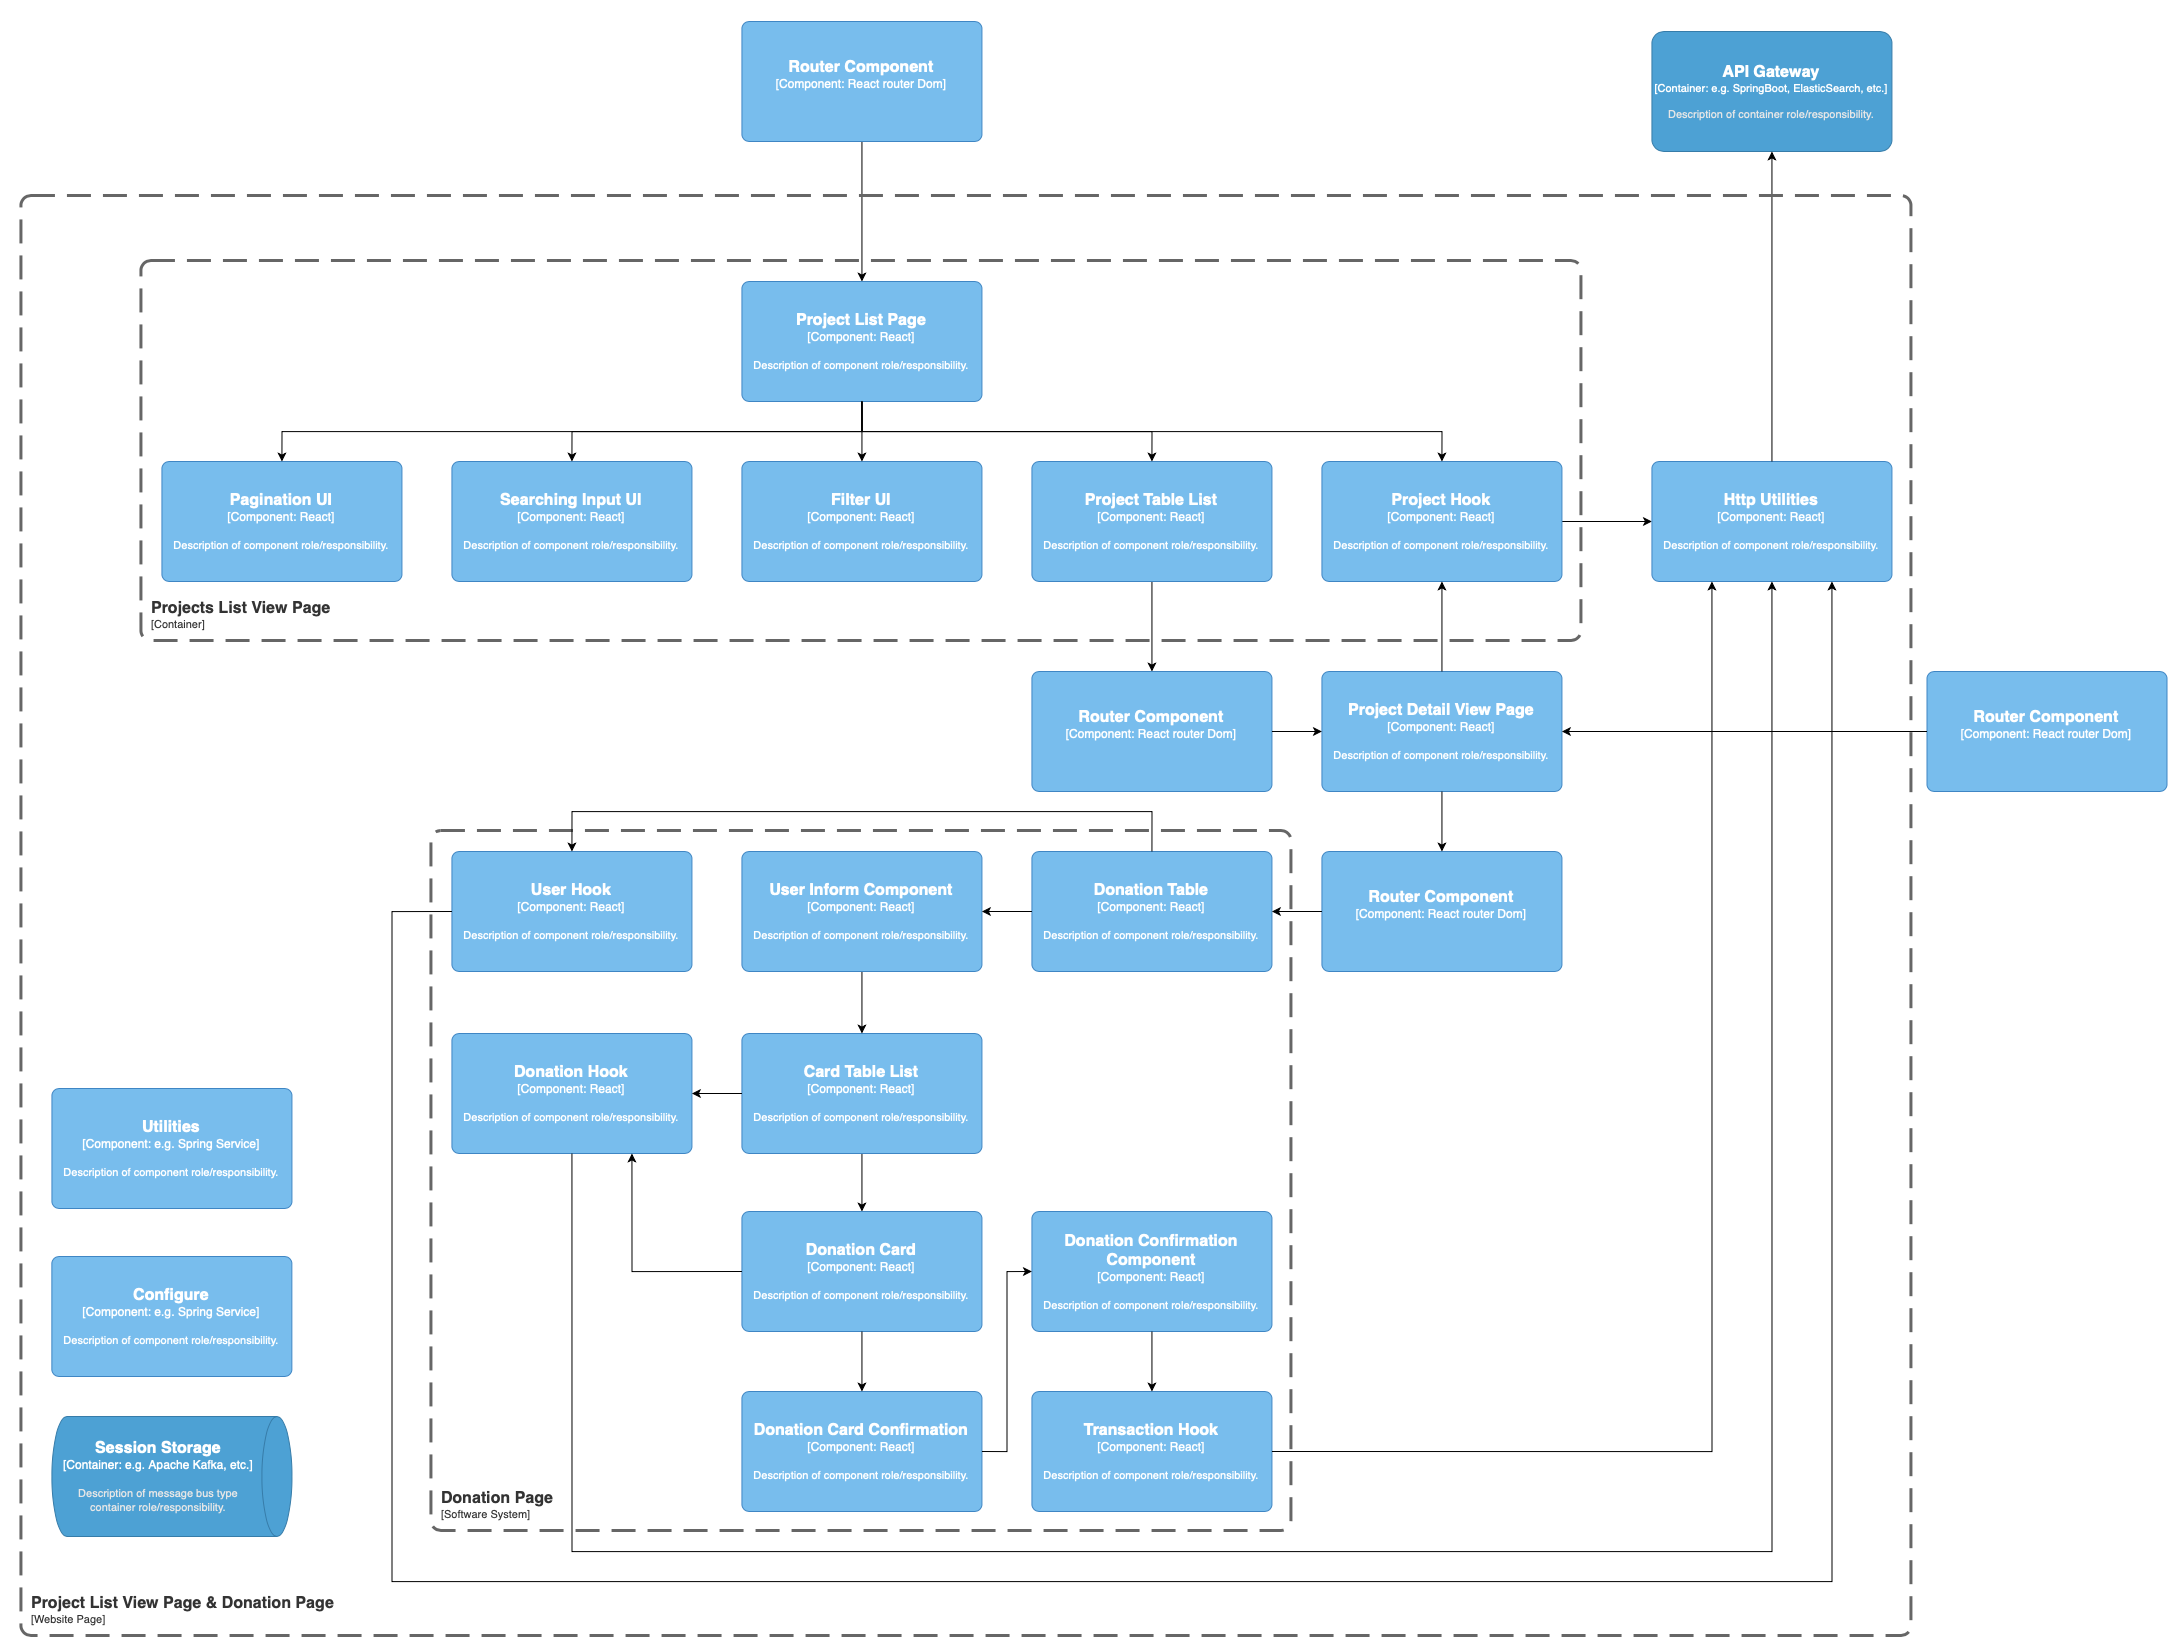 Router Component
[Component: React router Dom]
API Gateway
[Container: e.g. SpringBoot, ElasticSearch, etc.]
Description of container role/responsibility.
Project List Page
[Component: React]
Description of component role/responsibility.
Pagination UI
[Component: React]
Description of component role/responsibility.
Searching Input UI
[Component: React]
Description of component role/responsibility.
Filter UI
[Component: React]
Description of component role/responsibility.
Project Table List
[Component: React]
Description of component role/responsibility.
Project Hook
[Component: React]
Description of component role/responsibility.
Http Utilities
[Component: React]
Description of component role/responsibility.
Projects List View Page
[Container]
Router Component
[Component: React router Dom]
Project Detail View Page
[Component: React]
Description of component role/responsibility.
Router Component
[Component: React router Dom]
User Hook
[Component: React]
Description of component role/responsibility.
User Inform Component
[Component: React]
Description of component role/responsibility.
Donation Table
[Component: React]
Description of component role/responsibility.
Router Component
[Component: React router Dom]
Donation Hook
[Component: React]
Description of component role/responsibility.
Card Table List
[Component: React]
Description of component role/responsibility.
Utilities
[Component: e.g. Spring Service]
Description of component role/responsibility.
Donation Card
[Component: React]
Description of component role/responsibility.
Donation Confirmation
Component
[Component: React]
Description of component role/responsibility.
Configure
[Component: e.g. Spring Service]
Description of component role/responsibility.
Donation Card Confirmation
[Component: React]
Description of component role/responsibility.
Transaction Hook
[Component: React]
Description of component role/responsibility.
Session Storage
[Container: e.g. Apache Kafka, etc.]
Description of message bus type
container role/responsibility.
Donation Page
[Software System]
Project List View Page & Donation Page
[Website Page]